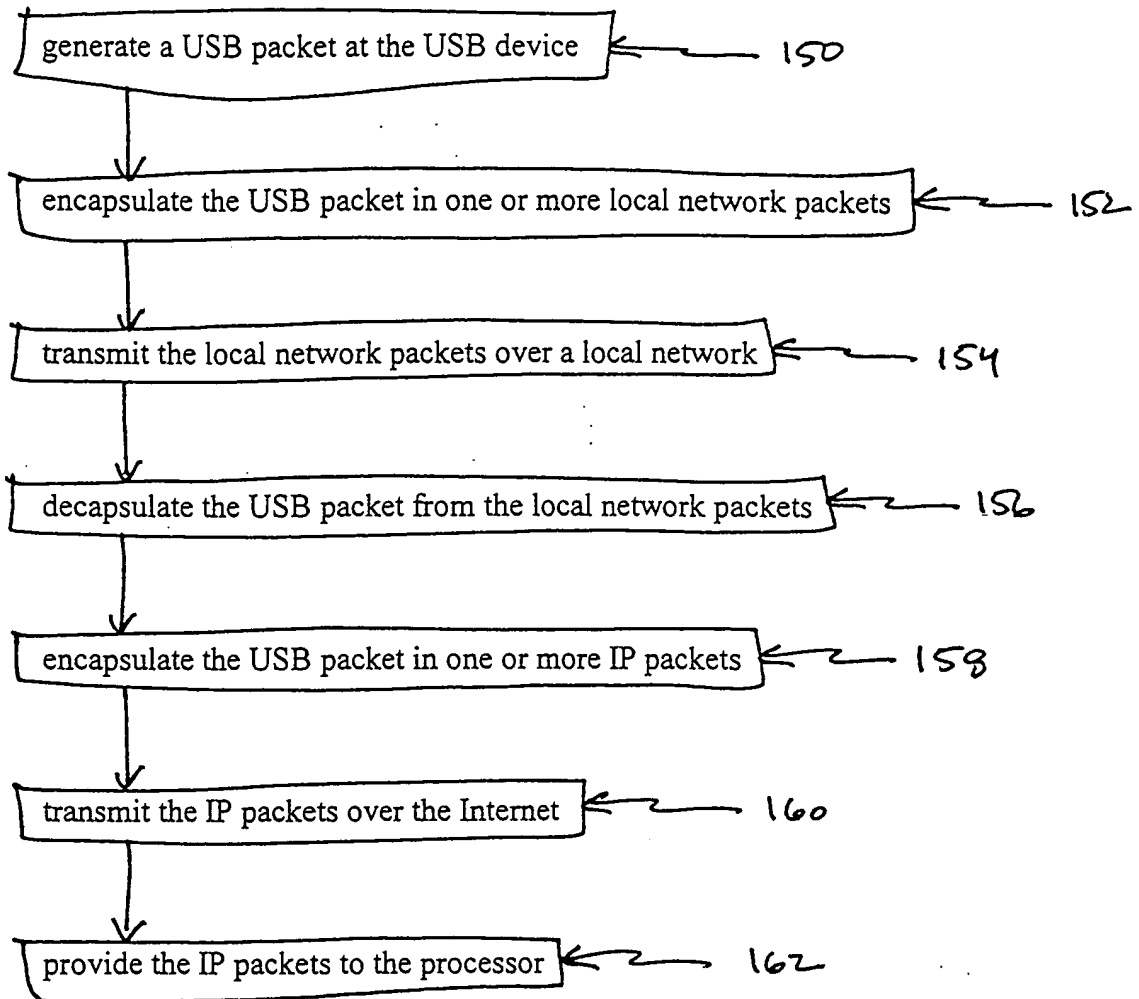 generate a USB packet at the USB device 150
encapsulate the USB packet in one or more local network packets 152
transmit the local network packets over a local network 154
decapsulate the USB packet from the local network packets 156
encapsulate the USB packet in one or more IP packets 158
transmit the IP packets over the Internet 160
provide the IP packets to the processor 162